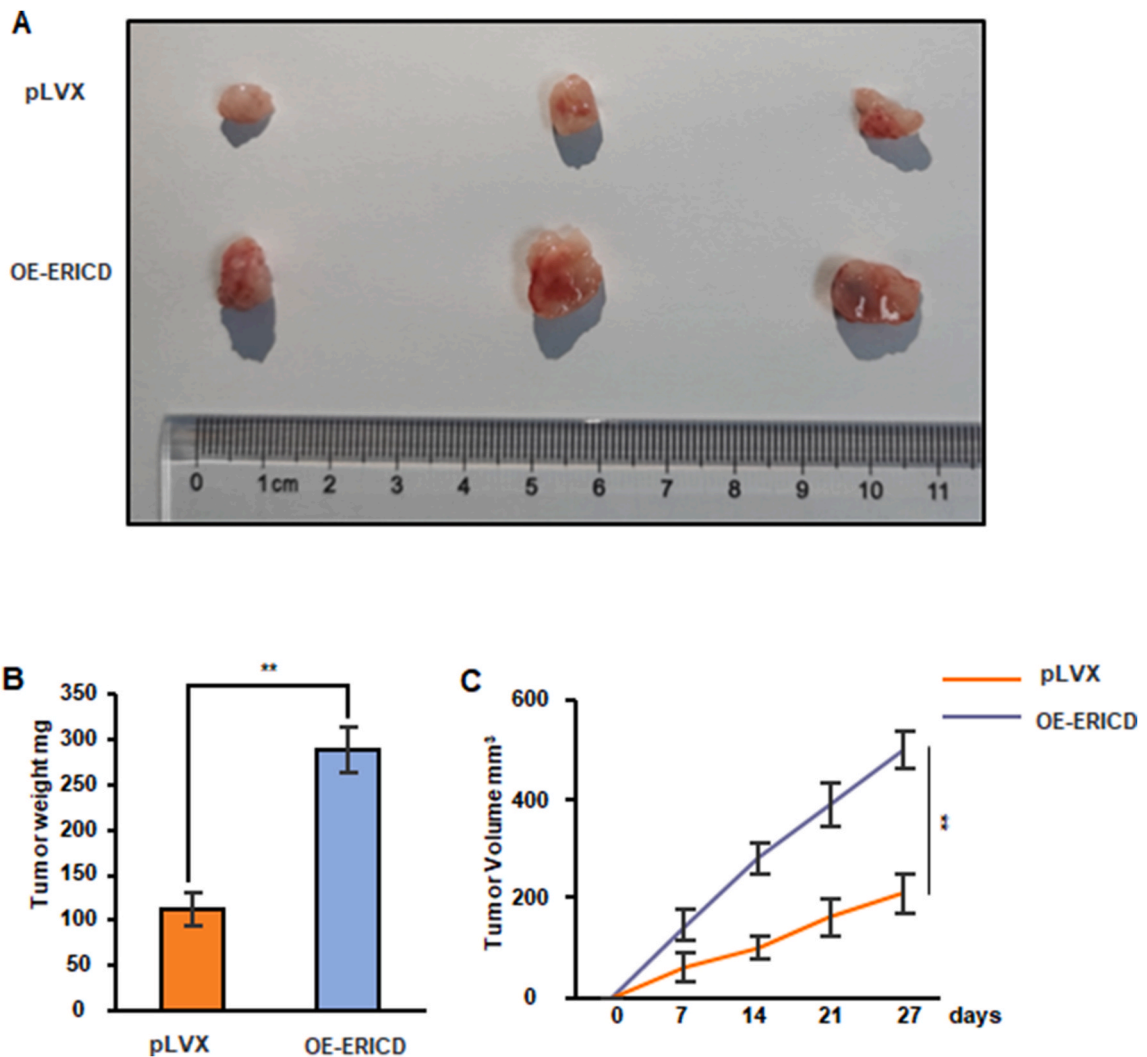 A
pLVX
OE-ERICD
0 1cm 2 3 4 5 6 7 8 9 10 11
B
**
350
300
250
200
150
100
50
0
Tumor weight mg
pLVX
OE-ERICD
C
pLVX
OE-ERICD
600
400
200
0
Tumor Volume mm³
**
0 7 14 21 27 days